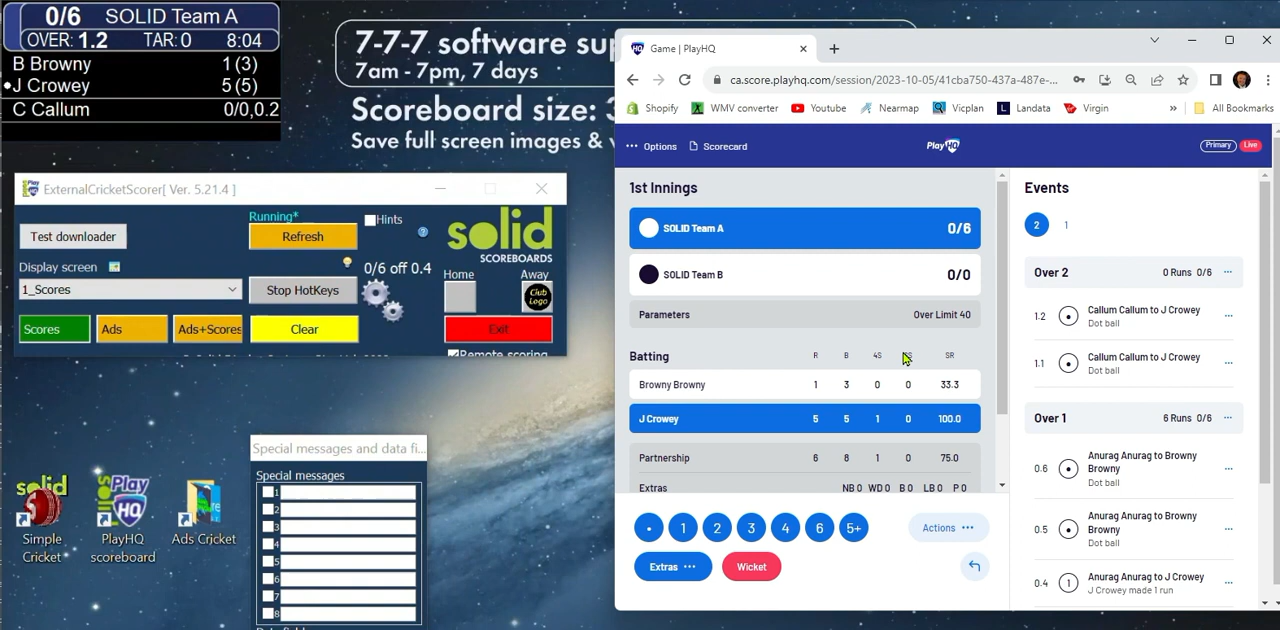 0/6 SOLID Team A
OVER: 1.2 TAR: 0 8:04
B Browny 1 (3)
•J Crowey 5 (5)
C Callum 0/0,0.2
7-7-7 software su
7am - 7pm, 7 days
Scoreboard size: 3
Save full screen images & v
ExternalCricketScorer[ Ver. 5.21.4 ]
Running*
Hints
Test downloader
Refresh
solid
SCOREBOARDS
Display screen
0/6 off 0.4
Home
Away
1_Scores
Stop HotKeys
Club
Logo
Scores
Ads
Ads+Scores
Clear
Exit
Remote scoring
Special messages and data fi...
Special messages
1
2
3
4
5
6
7
8
solid
Simple
Cricket
Play
HQ
PlayHQ
scoreboard
Ads Cricket
Game | PlayHQ
ca.score.playhq.com/session/2023-10-05/41cba750-437a-487e-...
Shopify
WMV converter
Youtube
Nearmap
Vicplan
Landata
Virgin
»
All Bookmarks
Options
Scorecard
PlayHQ
Primary
Live
1st Innings
SOLID Team A 0/6
SOLID Team B 0/0
Parameters Over Limit 40
Batting R B 4S SR
Browny Browny 1 3 0 0 33.3
J Crowey 5 5 1 0 100.0
Partnership 6 8 1 0 75.0
Extras NB 0 WD 0 B 0 LB 0 P 0
• 1 2 3 4 6 5+
Actions •••
Extras •••
Wicket
Events
2 1
Over 2 0 Runs 0/6 •••
1.2 • Callum Callum to J Crowey
Dot ball
1.1 • Callum Callum to J Crowey
Dot ball
Over 1 6 Runs 0/6 •••
Anurag Anurag to Browny
0.6 • Browny
Dot ball
Anurag Anurag to Browny
0.5 • Browny
Dot ball
0.4 1 Anurag Anurag to J Crowey
J Crowey made 1 run